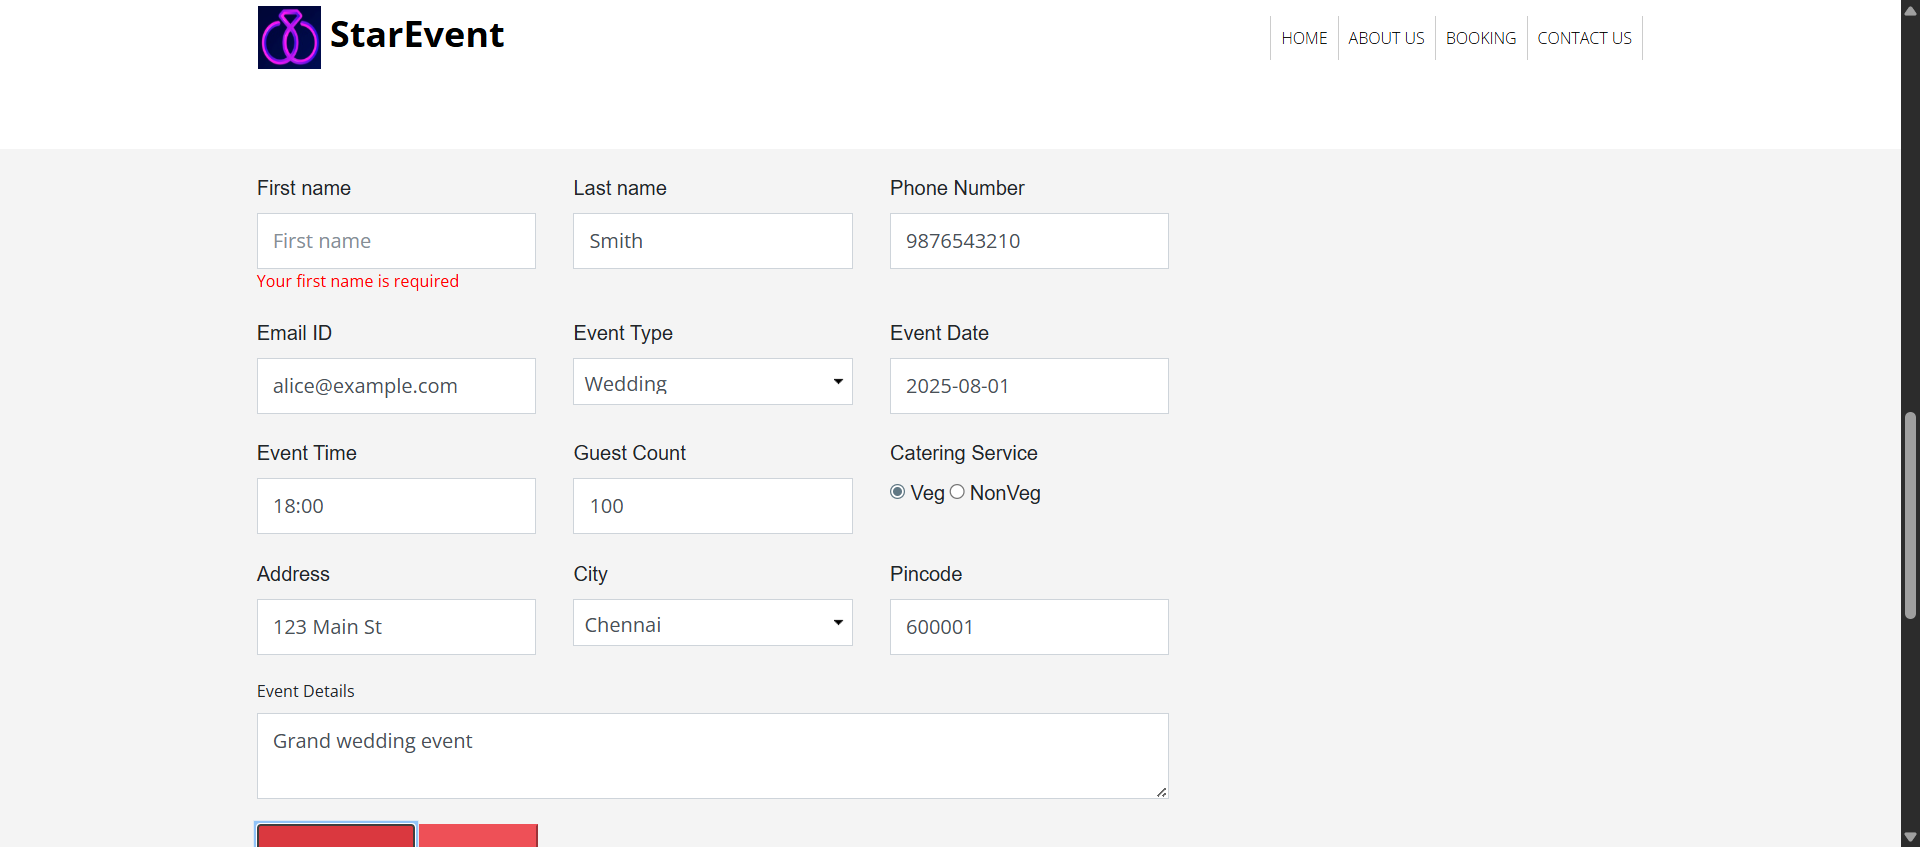 StarEvent
HOME ABOUT US BOOKING CONTACT US
First name Last name Phone Number
First name Smith 9876543210
Your first name is required
Email ID Event Type Event Date
alice@example.com Wedding 2025-08-01
Event Time Guest Count Catering Service
18:00 100 Veg NonVeg
Address City Pincode
123 Main St Chennai 600001
Event Details
Grand wedding event